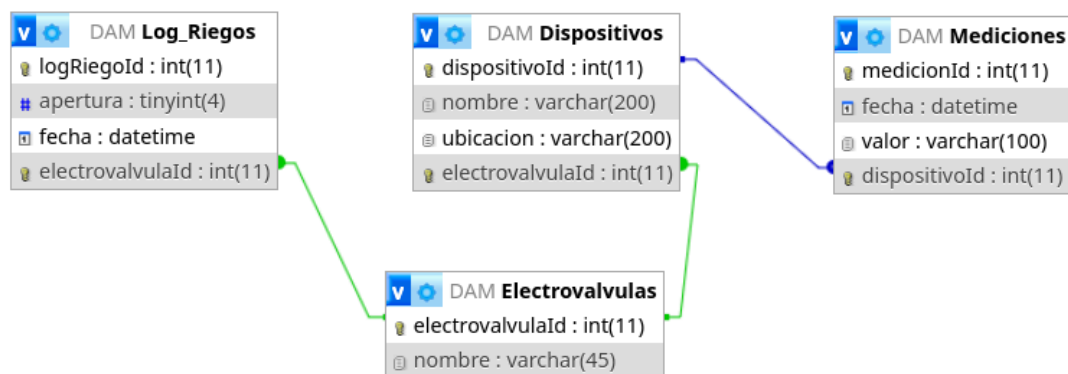 v DAM Log_Riegos
logRiegoId : int(11)
# apertura : tinyint(4)
fecha : datetime
electrovalvulaId : int(11)
v DAM Dispositivos
dispositivoId : int(11)
nombre : varchar(200)
ubicacion : varchar(200)
electrovalvulaId : int(11)
v DAM Mediciones
medicionId : int(11)
fecha : datetime
valor : varchar(100)
dispositivoId : int(11)
v DAM Electrovalvulas
electrovalvulaId : int(11)
nombre : varchar(45)